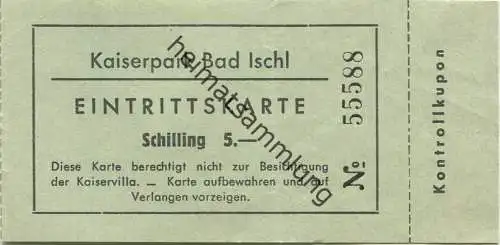 Kaiserpark Bad Ischl
EINTRITTSKARTE
Schilling 5.—
Diese Karte berechtigt nicht zur Besichtigung
der Kaiservilla. — Karte aufbewahren und auf
Verlangen vorzeigen.
№ 55588
Kontrollkupon
heimatsammlung